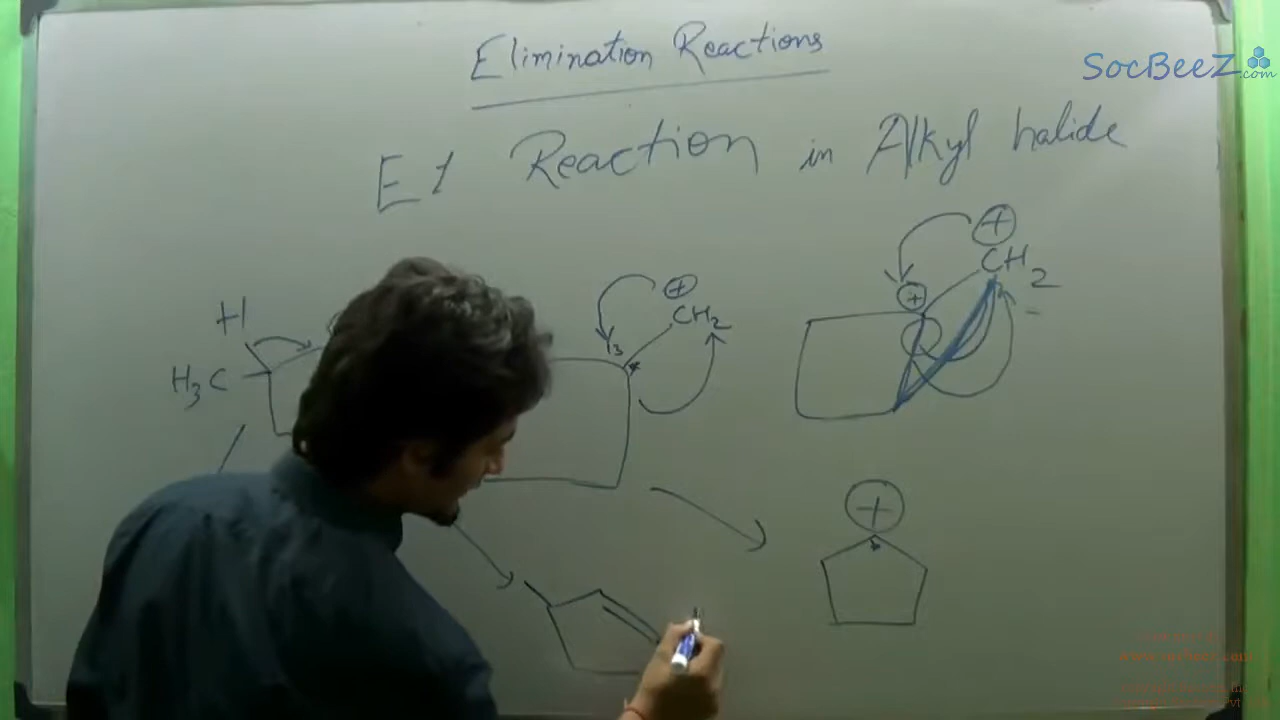 Elimination Reactions
SocBeeZ.com
E1 Reaction in Alkyl halide
+
CH2
+
H
+
CH2
H3C
+